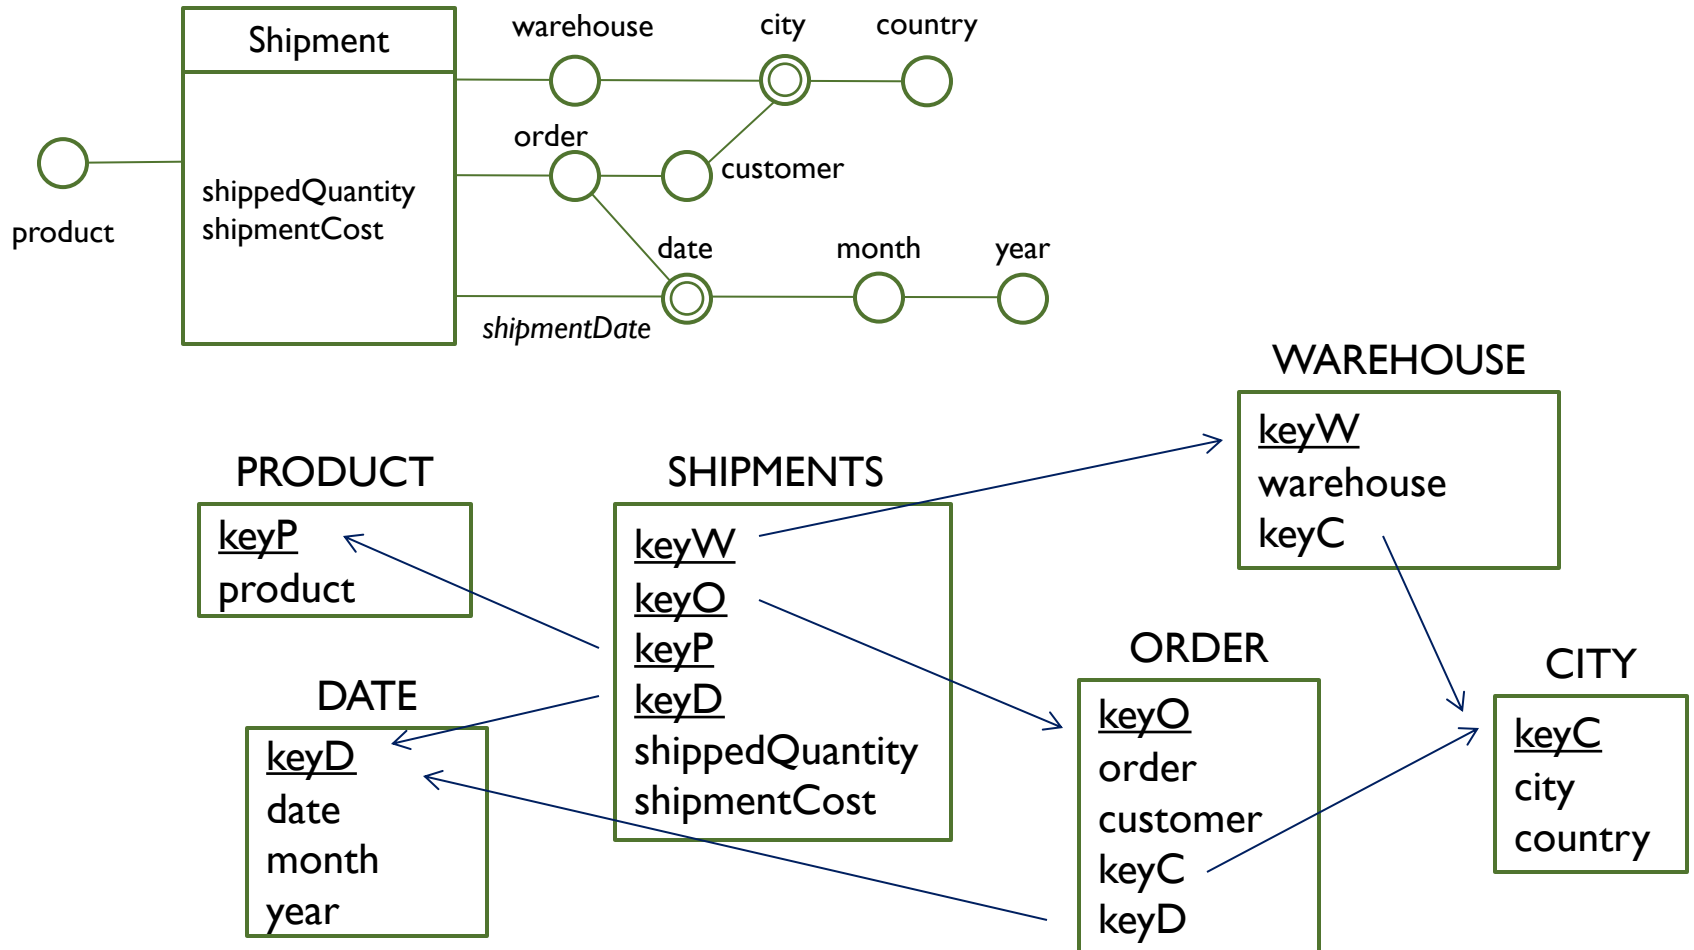 Shipment
shippedQuantity
shipmentCost
product
warehouse
city
country
order
customer
date
month
year
shipmentDate
PRODUCT
keyP
product
DATE
keyD
date
month
year
SHIPMENTS
keyW
keyO
keyP
keyD
shippedQuantity
shipmentCost
WAREHOUSE
keyW
warehouse
keyC
ORDER
keyO
order
customer
keyC
keyD
CITY
keyC
city
country